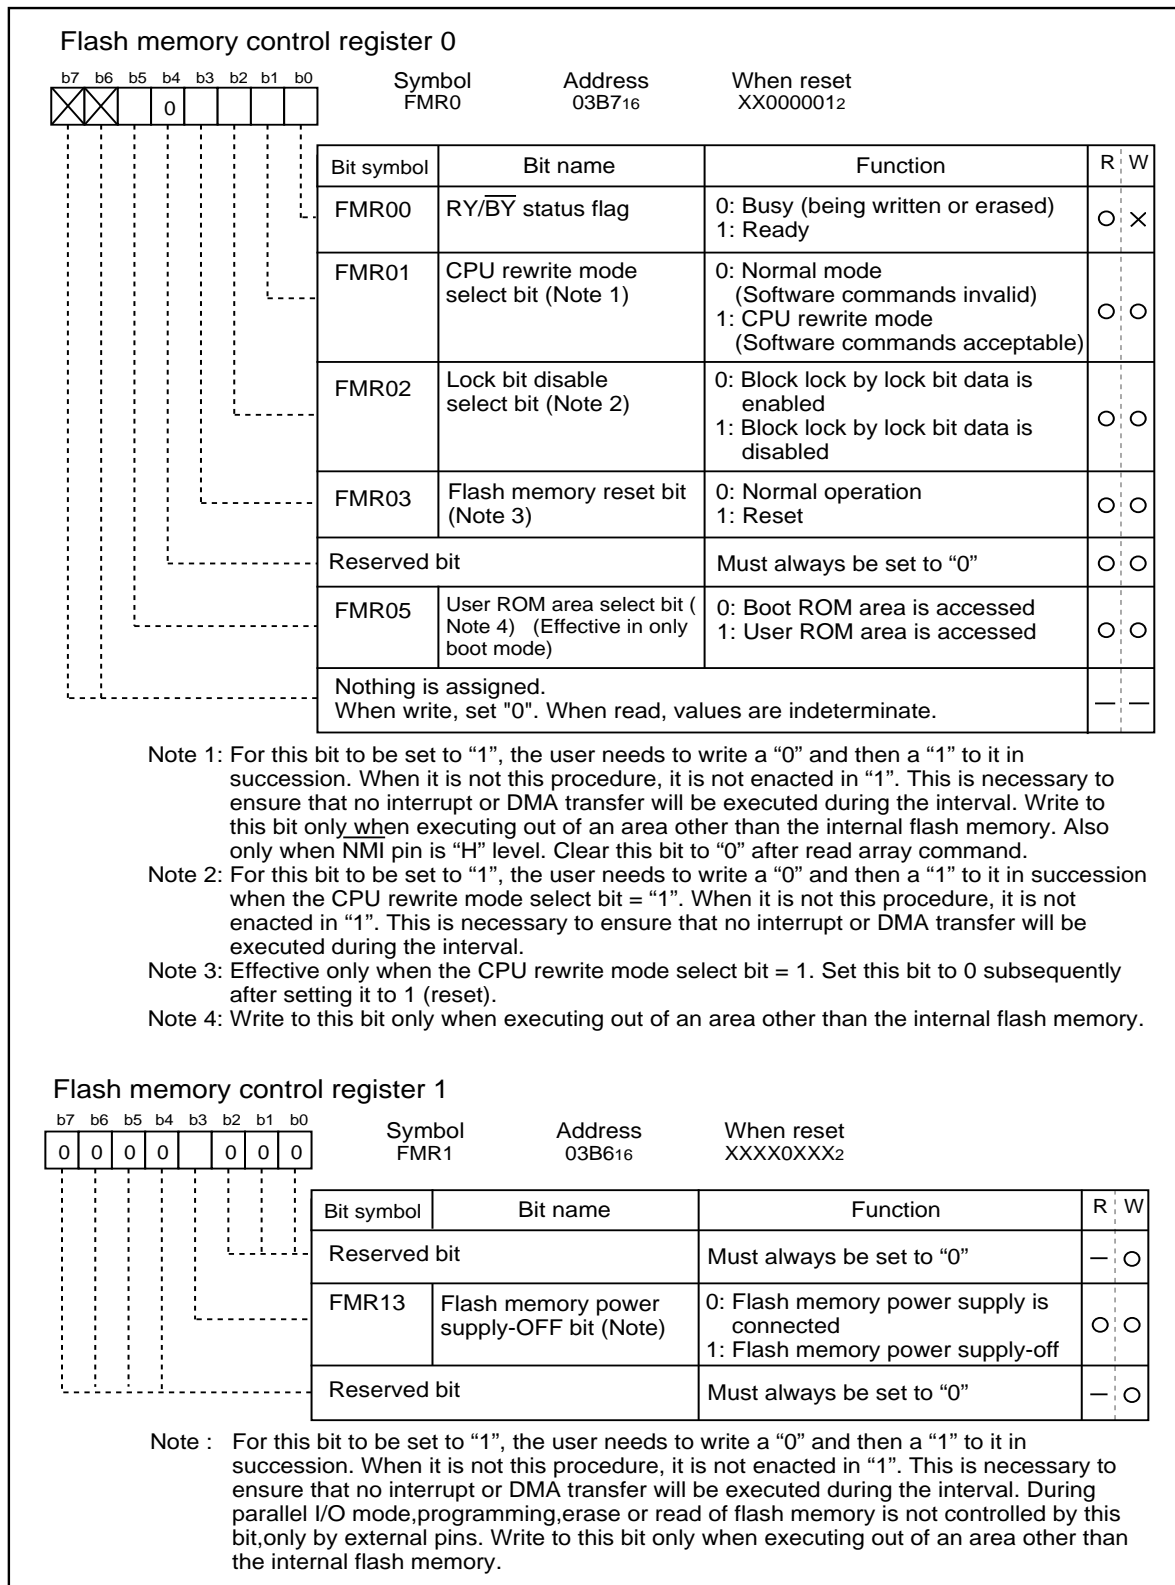 Flash memory control register 0
b7 b6 b5 b4 b3 b2 b1 b0
0
Symbol Address When reset
FMR0 03B716 XX0000012
Bit symbol Bit name Function R W
FMR00 RY/BY status flag 0: Busy (being written or erased)
1: Ready
FMR01 CPU rewrite mode 0: Normal mode
select bit (Note 1) (Software commands invalid)
1: CPU rewrite mode
(Software commands acceptable)
FMR02 Lock bit disable 0: Block lock by lock bit data is
select bit (Note 2) enabled
1: Block lock by lock bit data is
disabled
FMR03 Flash memory reset bit 0: Normal operation
(Note 3) 1: Reset
Reserved bit Must always be set to “0”
FMR05 User ROM area select bit ( 0: Boot ROM area is accessed
Note 4) (Effective in only 1: User ROM area is accessed
boot mode)
Nothing is assigned.
When write, set "0". When read, values are indeterminate.
Note 1: For this bit to be set to “1”, the user needs to write a “0” and then a “1” to it in
succession. When it is not this procedure, it is not enacted in “1”. This is necessary to
ensure that no interrupt or DMA transfer will be executed during the interval. Write to
this bit only when executing out of an area other than the internal flash memory. Also
only when NMI pin is “H” level. Clear this bit to “0” after read array command.
Note 2: For this bit to be set to “1”, the user needs to write a “0” and then a “1” to it in succession
when the CPU rewrite mode select bit = “1”. When it is not this procedure, it is not
enacted in “1”. This is necessary to ensure that no interrupt or DMA transfer will be
executed during the interval.
Note 3: Effective only when the CPU rewrite mode select bit = 1. Set this bit to 0 subsequently
after setting it to 1 (reset).
Note 4: Write to this bit only when executing out of an area other than the internal flash memory.
Flash memory control register 1
b7 b6 b5 b4 b3 b2 b1 b0
0 0 0 0 0 0 0
Symbol Address When reset
FMR1 03B616 XXXX0XXX2
Bit symbol Bit name Function R W
Reserved bit Must always be set to “0”
FMR13 Flash memory power 0: Flash memory power supply is
supply-OFF bit (Note) connected
1: Flash memory power supply-off
Reserved bit Must always be set to “0”
Note : For this bit to be set to “1”, the user needs to write a “0” and then a “1” to it in
succession. When it is not this procedure, it is not enacted in “1”. This is necessary to
ensure that no interrupt or DMA transfer will be executed during the interval. During
parallel I/O mode,programming,erase or read of flash memory is not controlled by this
bit,only by external pins. Write to this bit only when executing out of an area other than
the internal flash memory.